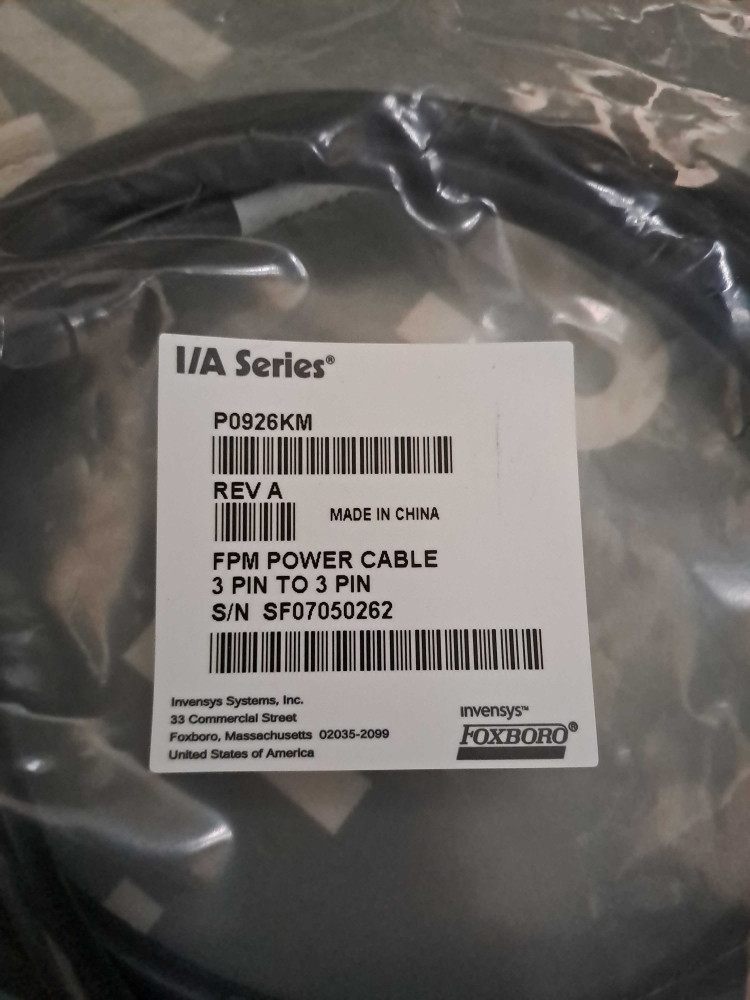 I/A Series®
P0926KM
REV A
MADE IN CHINA
FPM POWER CABLE
3 PIN TO 3 PIN
S/N SF07050262
Invensys Systems, Inc.
33 Commercial Street
Foxboro, Massachusetts 02035-2099
United States of America
invensys™
FOXBORO®